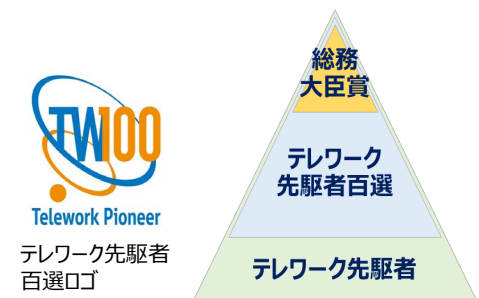 TW100
Telework Pioneer
テレワーク先駆者
百選ロゴ
総務
大臣賞
テレワーク
先駆者百選
テレワーク先駆者